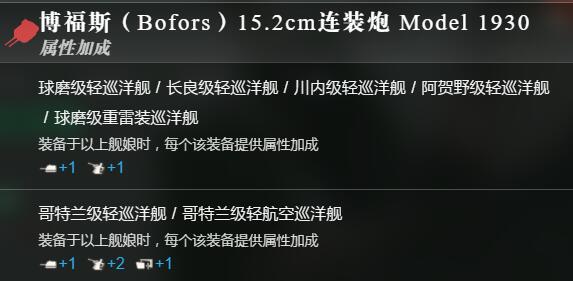 博福斯（Bofors）15.2cm连装炮 Model 1930
属性加成
球磨级轻巡洋舰 / 长良级轻巡洋舰 / 川内级轻巡洋舰 / 阿贺野级轻巡洋舰
/ 球磨级重雷装巡洋舰
装备于以上舰娘时，每个该装备提供属性加成
+1 +1
哥特兰级轻巡洋舰 / 哥特兰级轻航空巡洋舰
装备于以上舰娘时，每个该装备提供属性加成
+1 +2 +1